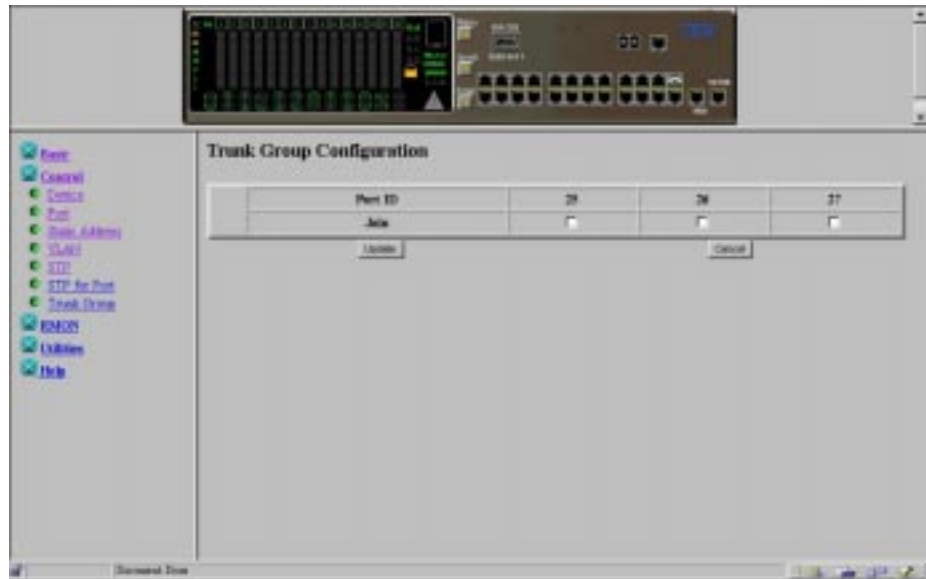 IBM
Basic
Control
Device
Port
Static Address
VLAN
STP
STP for Port
Trunk Group
RMON
Utilities
Help
Trunk Group Configuration
Port ID 25 26 27
Join
Update Cancel
Document: Done